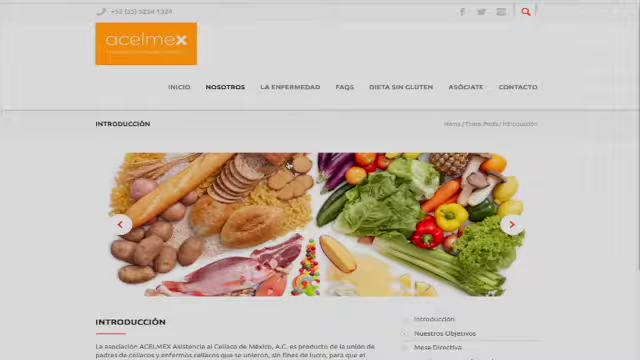 acelmex
INICIO NOSOTROS LA ENFERMEDAD FAQS DIETA SIN GLUTEN ASÓCIATE CONTACTO
INTRODUCCIÓN
INTRODUCCIÓN
La asociación ACELMEX Asistencia al Celíaco de México, A.C. es producto de la unión de
padres de celíacos y enfermos celíacos que se unieron, sin fines de lucro, para que el
Introducción
Nuestros Objetivos
Mesa Directiva